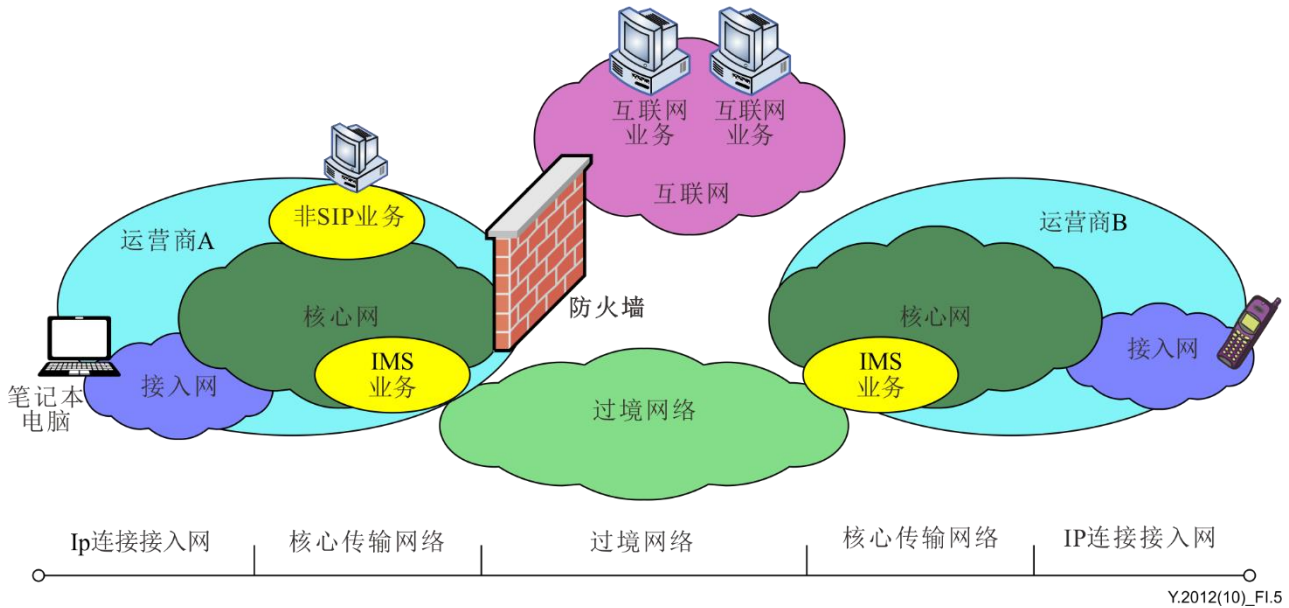 互联网 互联网
业务 业务
互联网
非SIP业务
运营商A
运营商B
防火墙
核心网
核心网
IMS
业务
IMS
业务
接入网
接入网
笔记本
电脑
过境网络
Ip连接接入网 核心传输网络 过境网络 核心传输网络 IP连接接入网
Y.2012(10)_FI.5